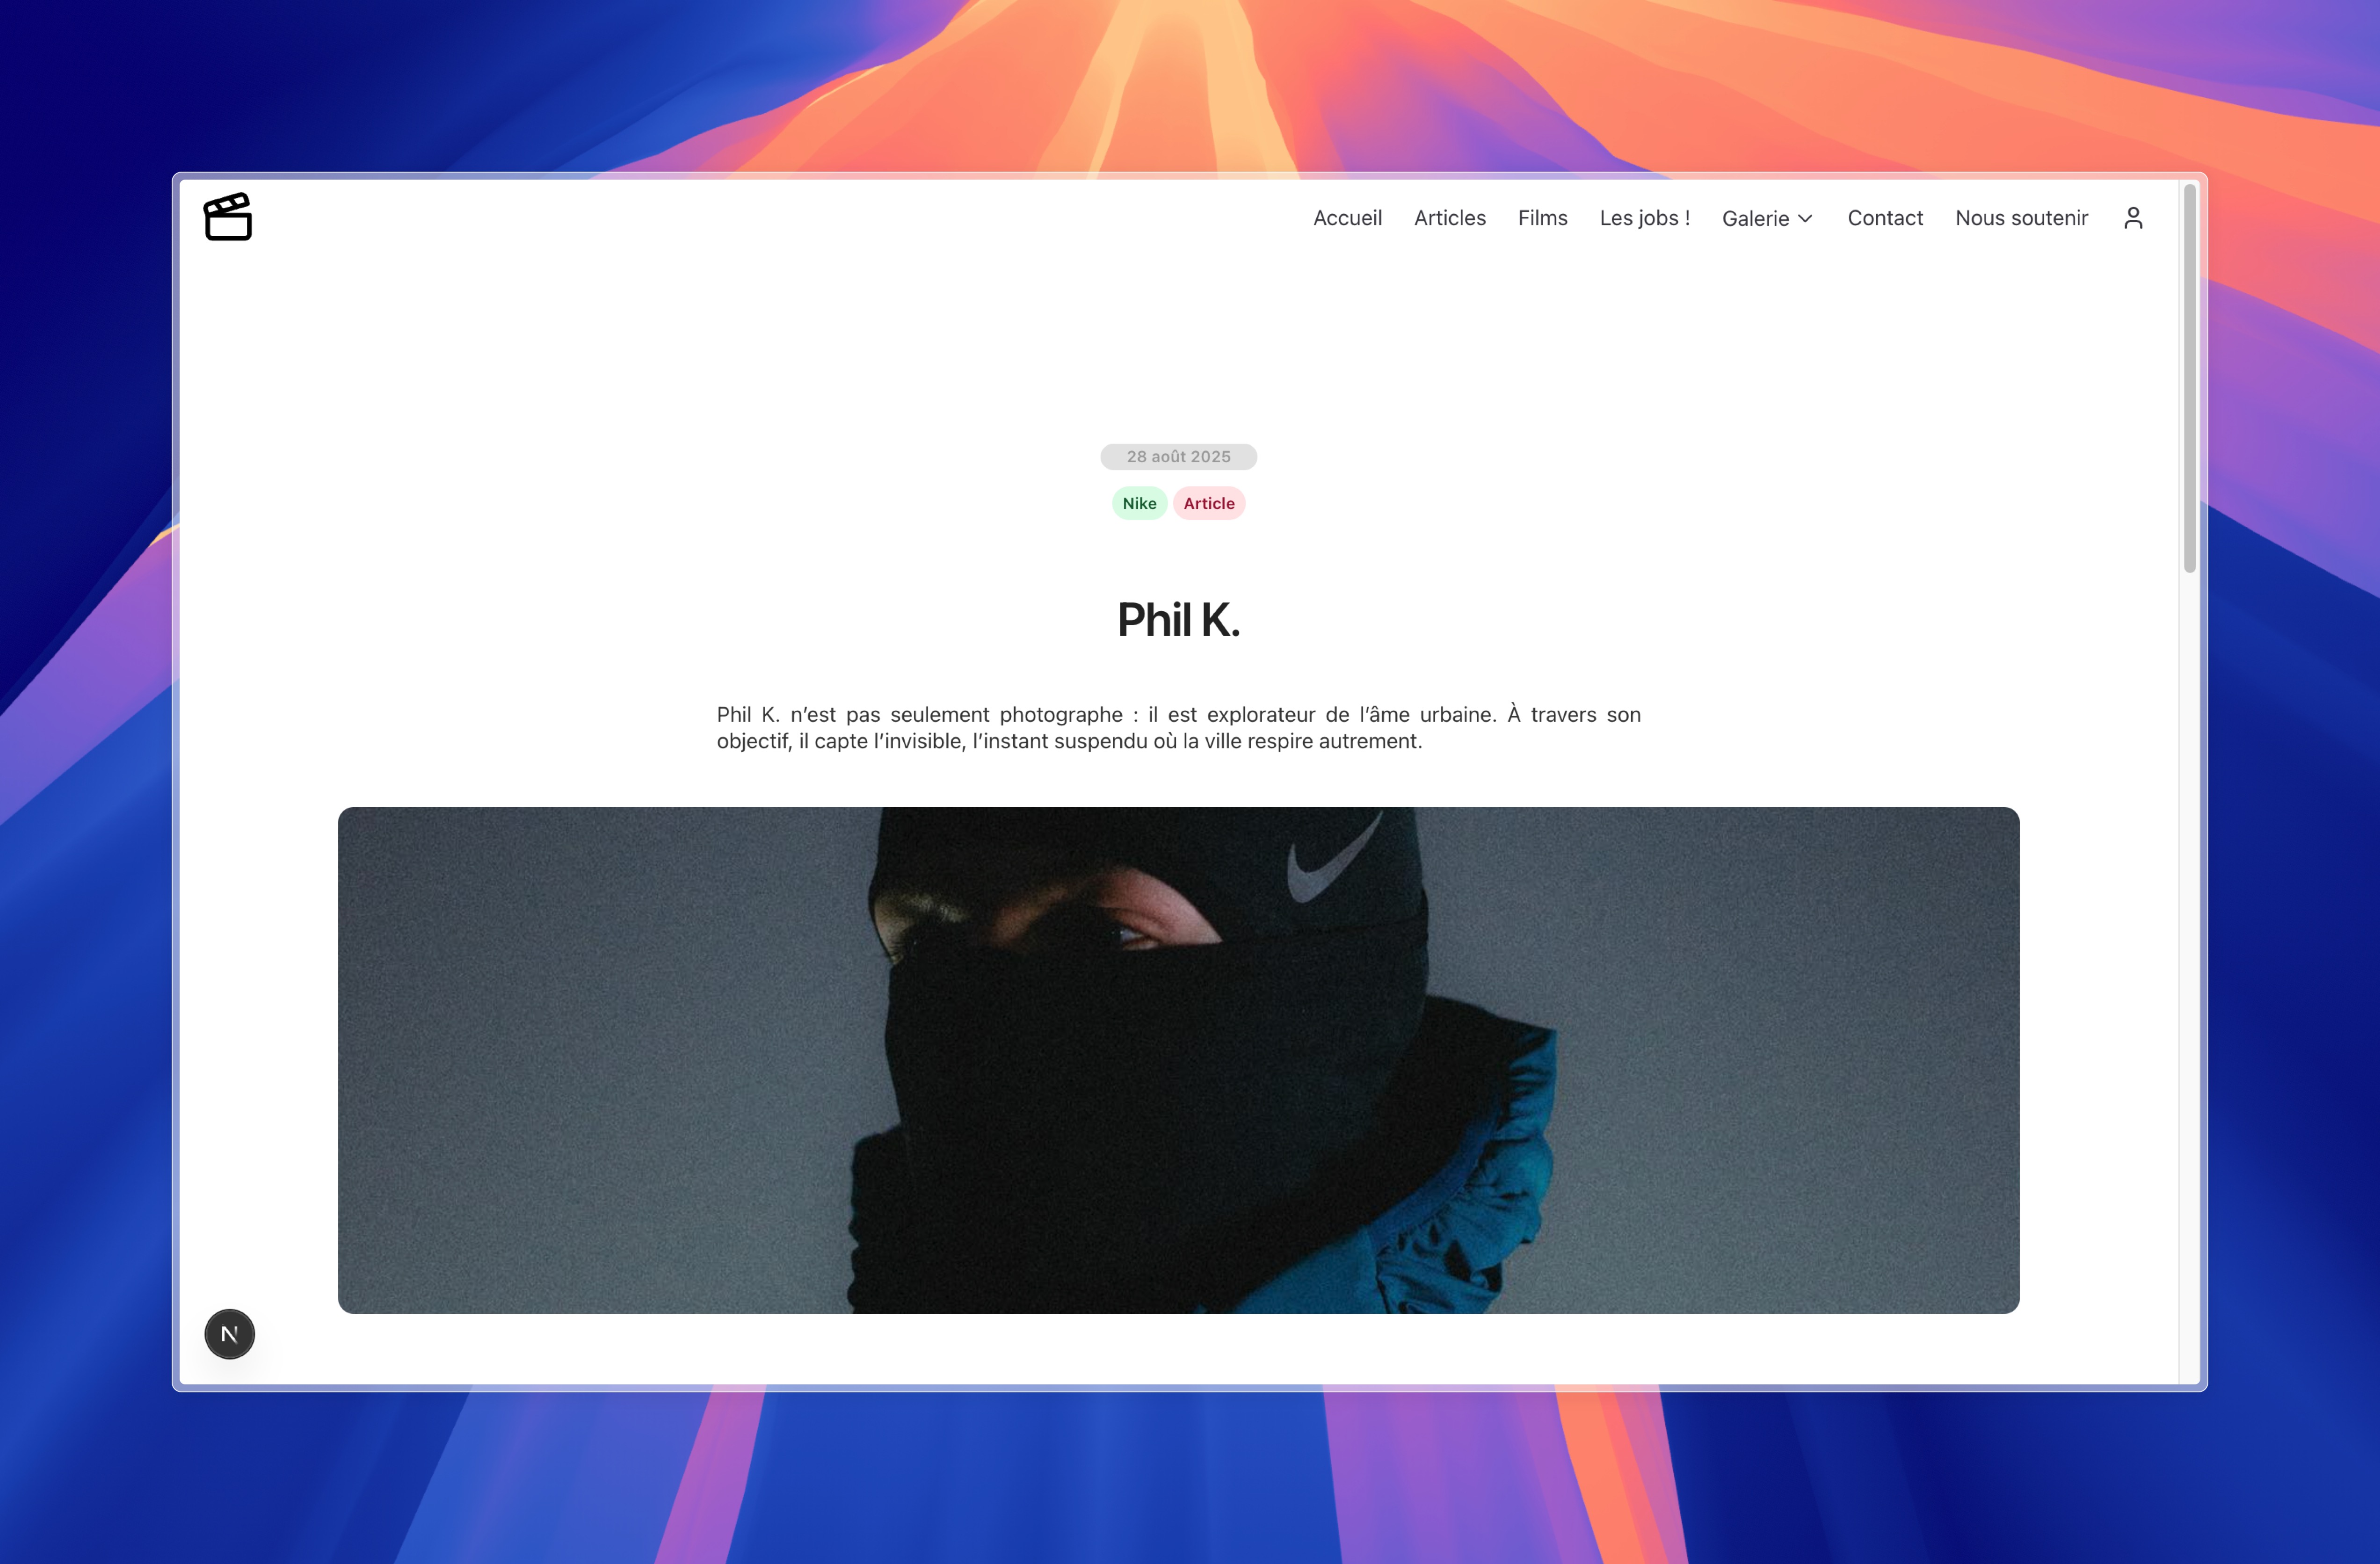 Accueil Articles Films Les jobs ! Galerie Contact Nous soutenir
28 août 2025
Nike Article
Phil K.
Phil K. n’est pas seulement photographe : il est explorateur de l’âme urbaine. À travers son
objectif, il capte l’invisible, l’instant suspendu où la ville respire autrement.
N